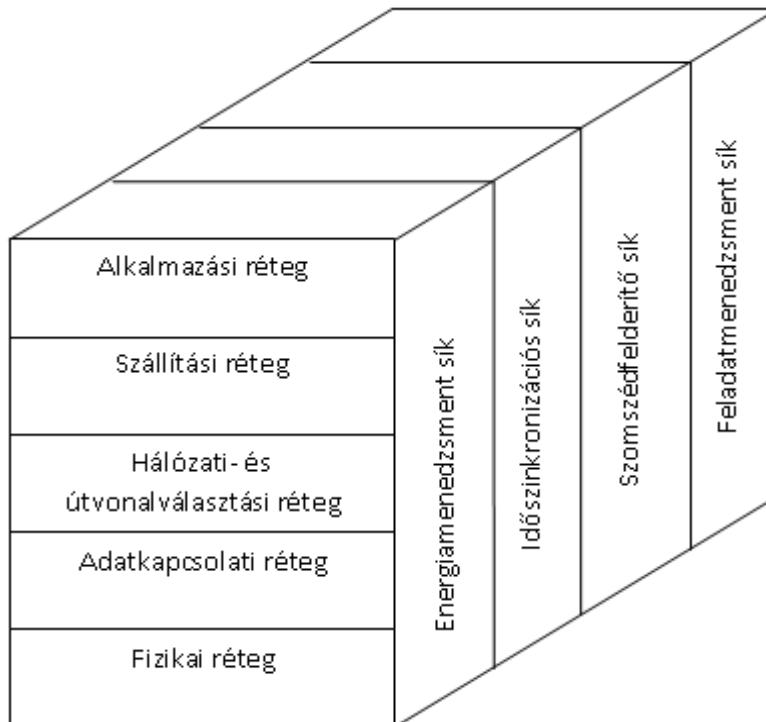 Alkalmazási réteg
Szállítási réteg
Hálózati- és
útvonalválasztási réteg
Adatkapcsolati réteg
Fizikai réteg
Energiamenedzsment sík
Időszinkronizációs sík
Szomszédfelderítő sík
Feladatmenedzsment sík